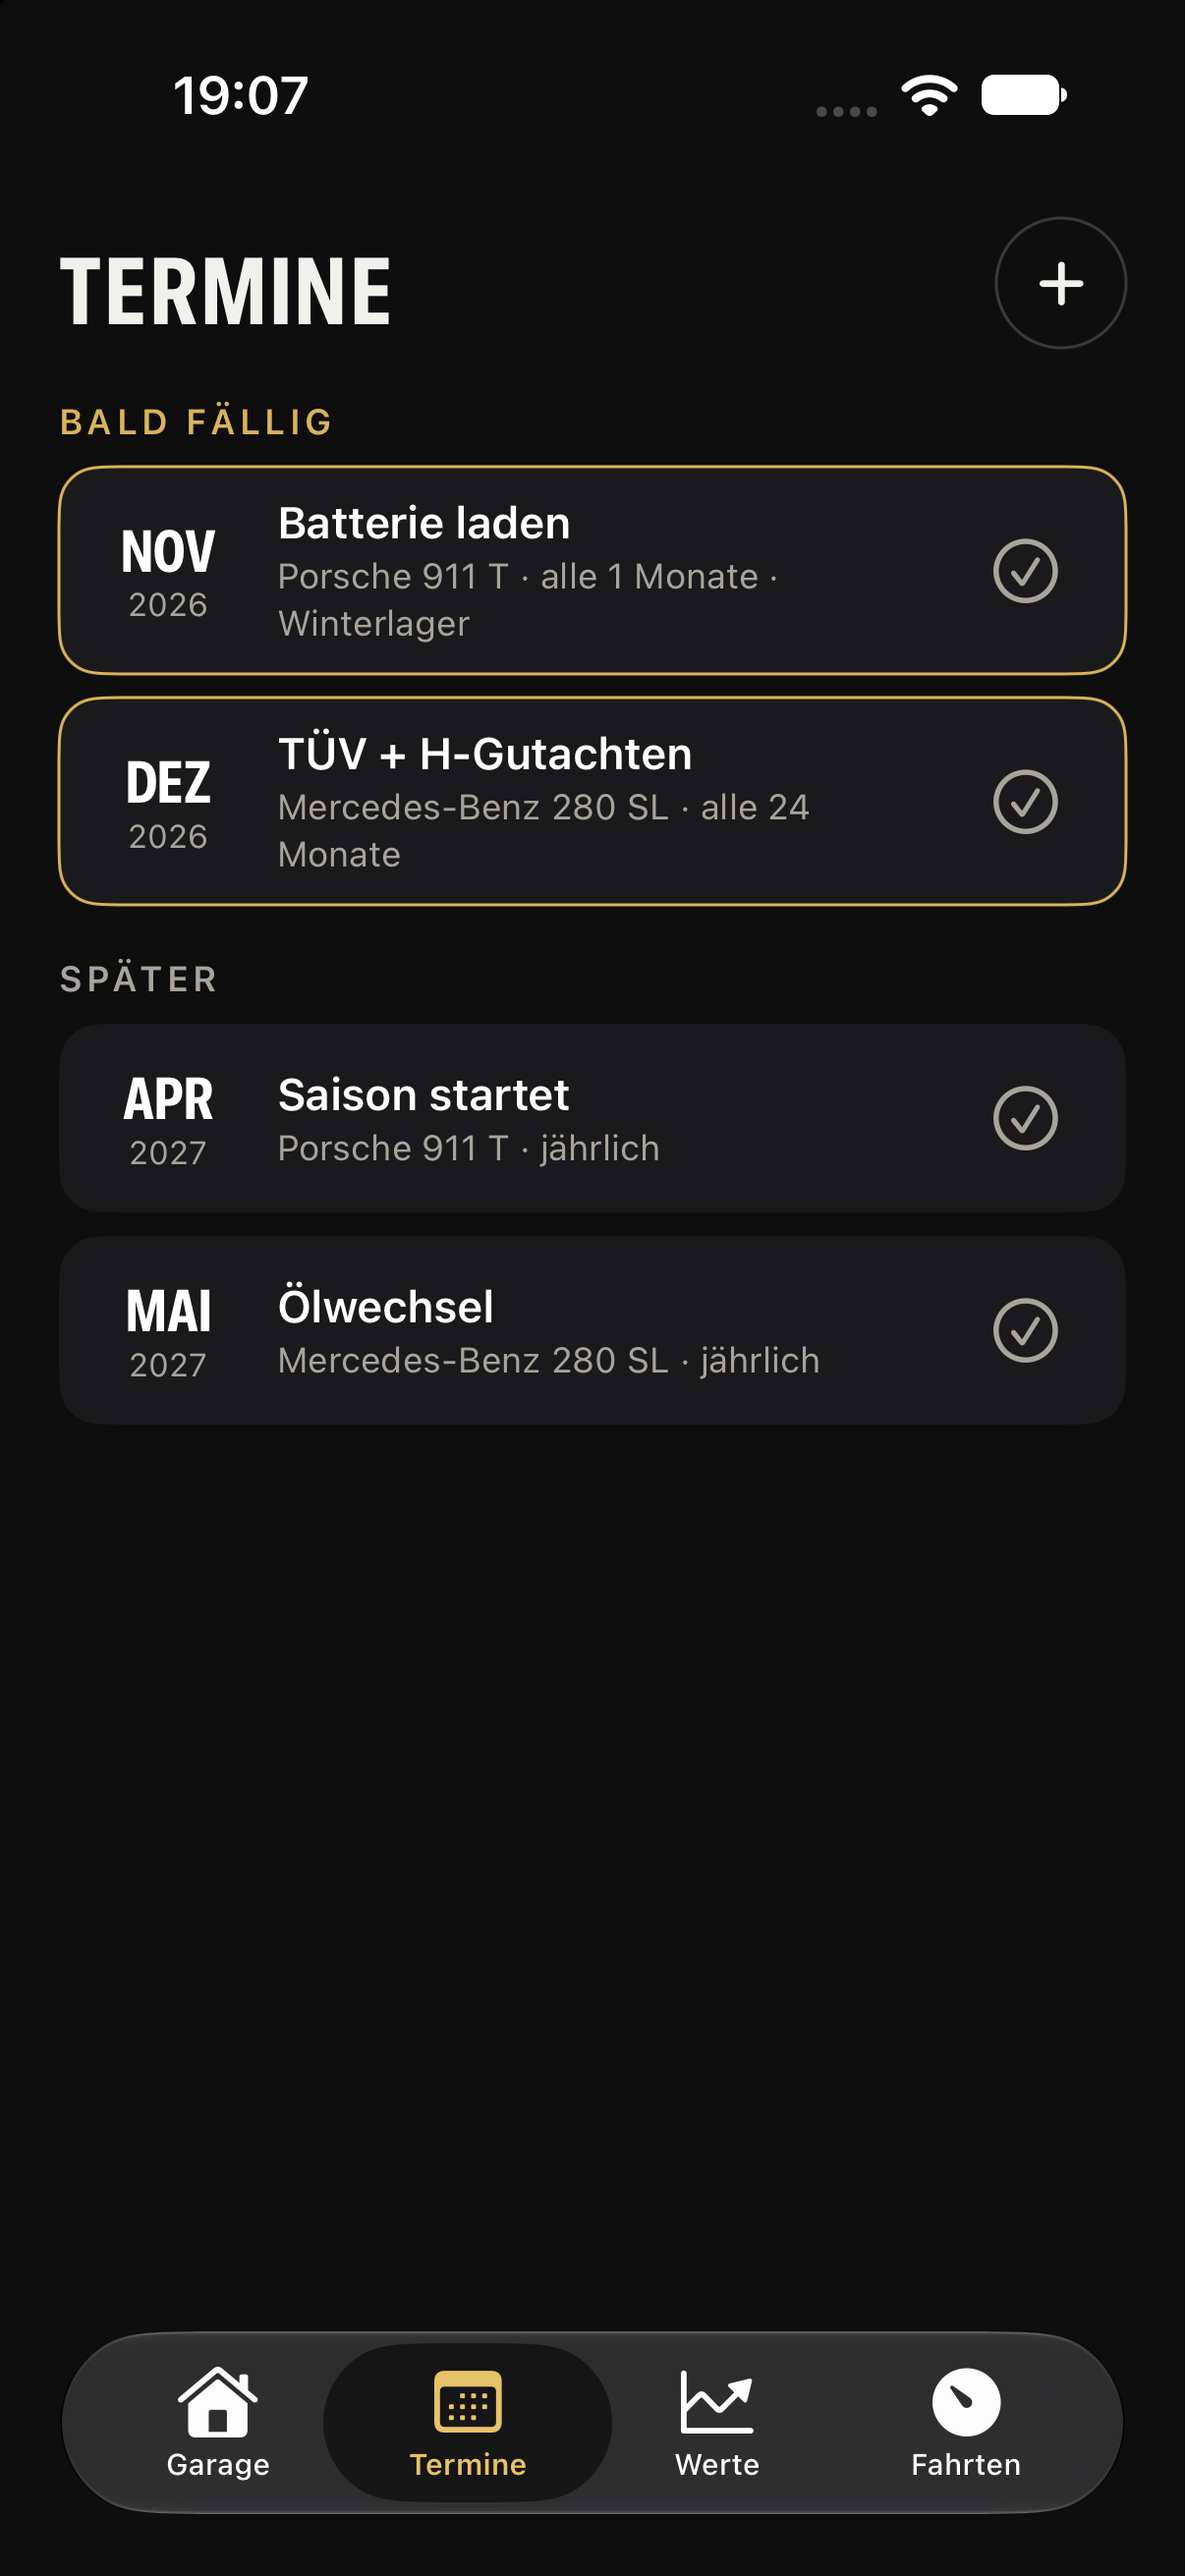 19:07
TERMINE
BALD FÄLLIG
NOV
2026
Batterie laden
Porsche 911 T · alle 1 Monate ·
Winterlager
DEZ
2026
TÜV + H-Gutachten
Mercedes-Benz 280 SL · alle 24
Monate
SPÄTER
APR
2027
Saison startet
Porsche 911 T · jährlich
MAI
2027
Ölwechsel
Mercedes-Benz 280 SL · jährlich
Garage
Termine
Werte
Fahrten